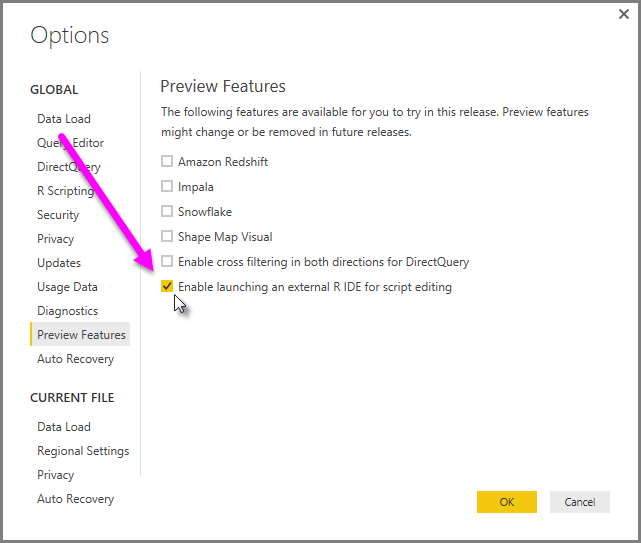 Options
GLOBAL
Data Load
Query Editor
DirectQuery
R Scripting
Security
Privacy
Updates
Usage Data
Diagnostics
Preview Features
Auto Recovery
CURRENT FILE
Data Load
Regional Settings
Privacy
Auto Recovery
Preview Features
The following features are available for you to try in this release. Preview features
might change or be removed in future releases.
Amazon Redshift
Impala
Snowflake
Shape Map Visual
Enable cross filtering in both directions for DirectQuery
Enable launching an external R IDE for script editing
OK
Cancel